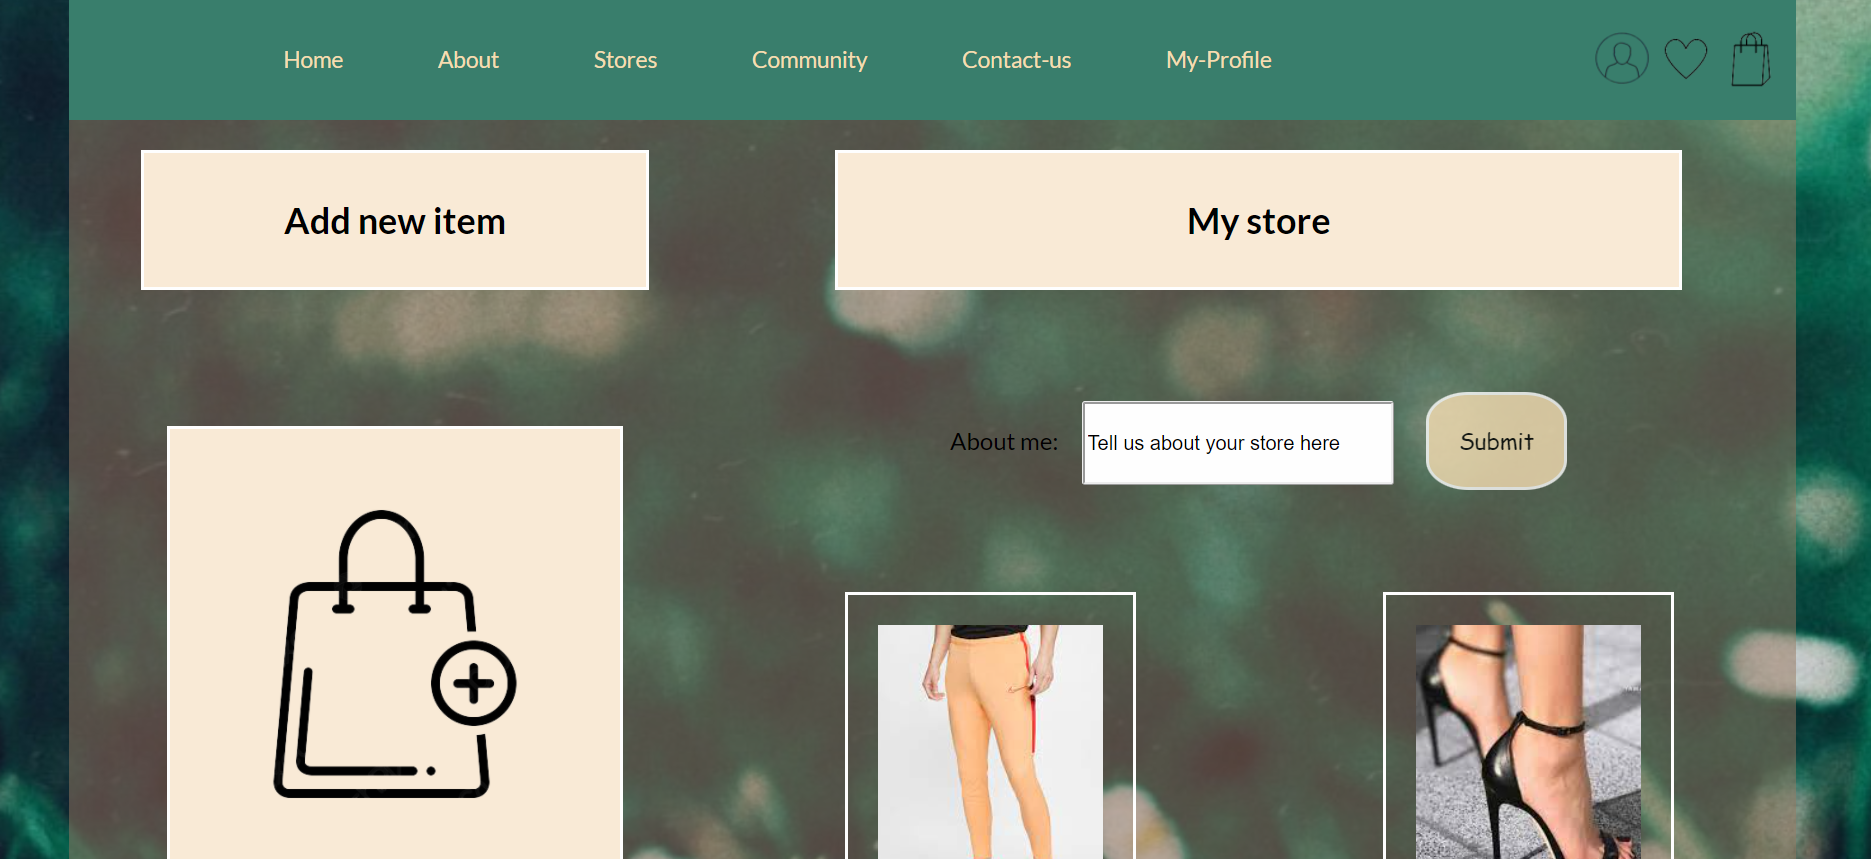 Home About Stores Community Contact-us My-Profile
Add new item
My store
About me: Tell us about your store here Submit